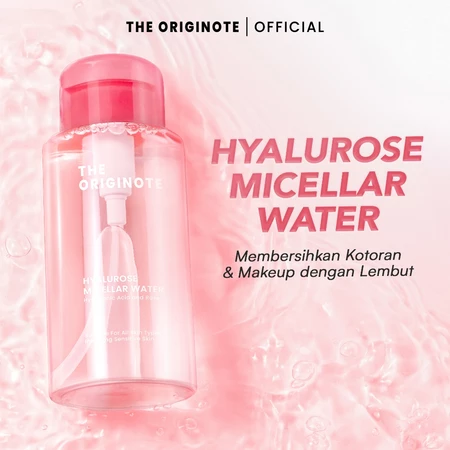 THE ORIGINOTE | OFFICIAL
HYALUROSE
MICELLAR
WATER
Membersihkan Kotoran
& Makeup dengan Lembut
THE
ORIGINOTE
HYALUROSE
MICELLAR WATER